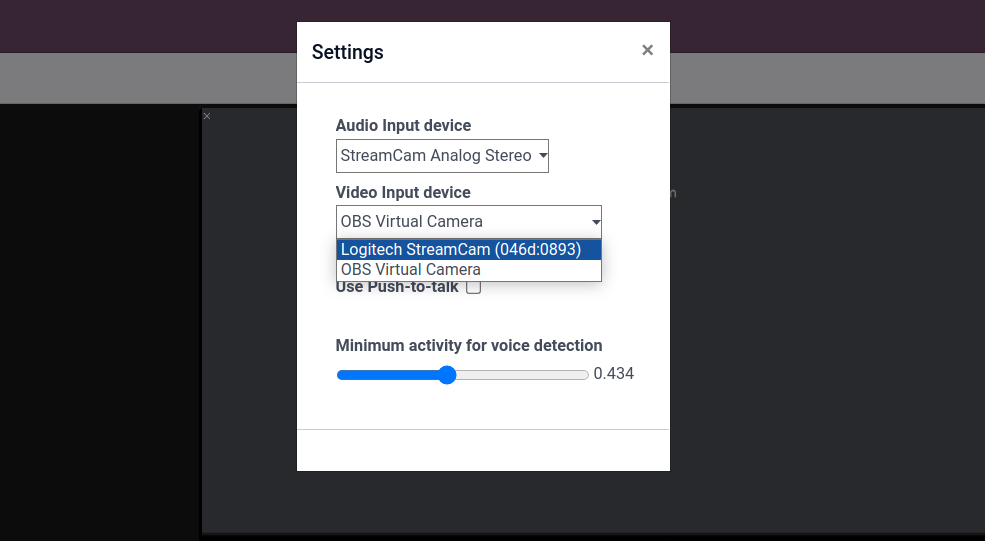 Settings
×
×
Audio Input device
StreamCam Analog Stereo
Video Input device
OBS Virtual Camera
Logitech StreamCam (046d:0893)
OBS Virtual Camera
Use Push-to-talk
Minimum activity for voice detection
0.434